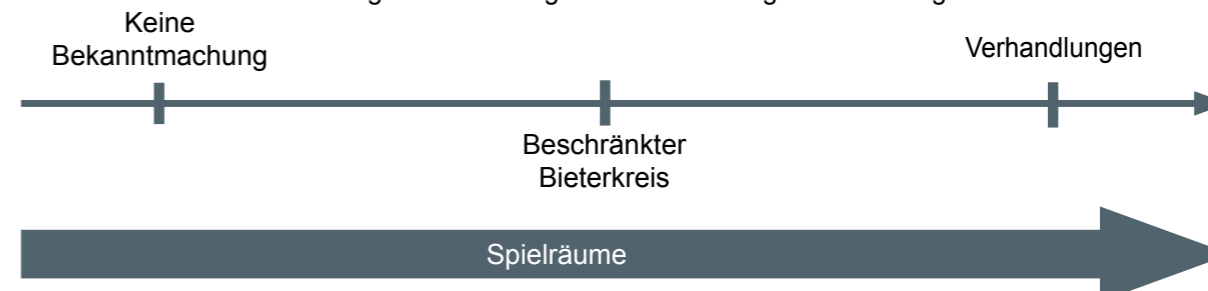 Keine
Bekanntmachung
Verhandlungen
Beschränkter
Bieterkreis
Spielräume